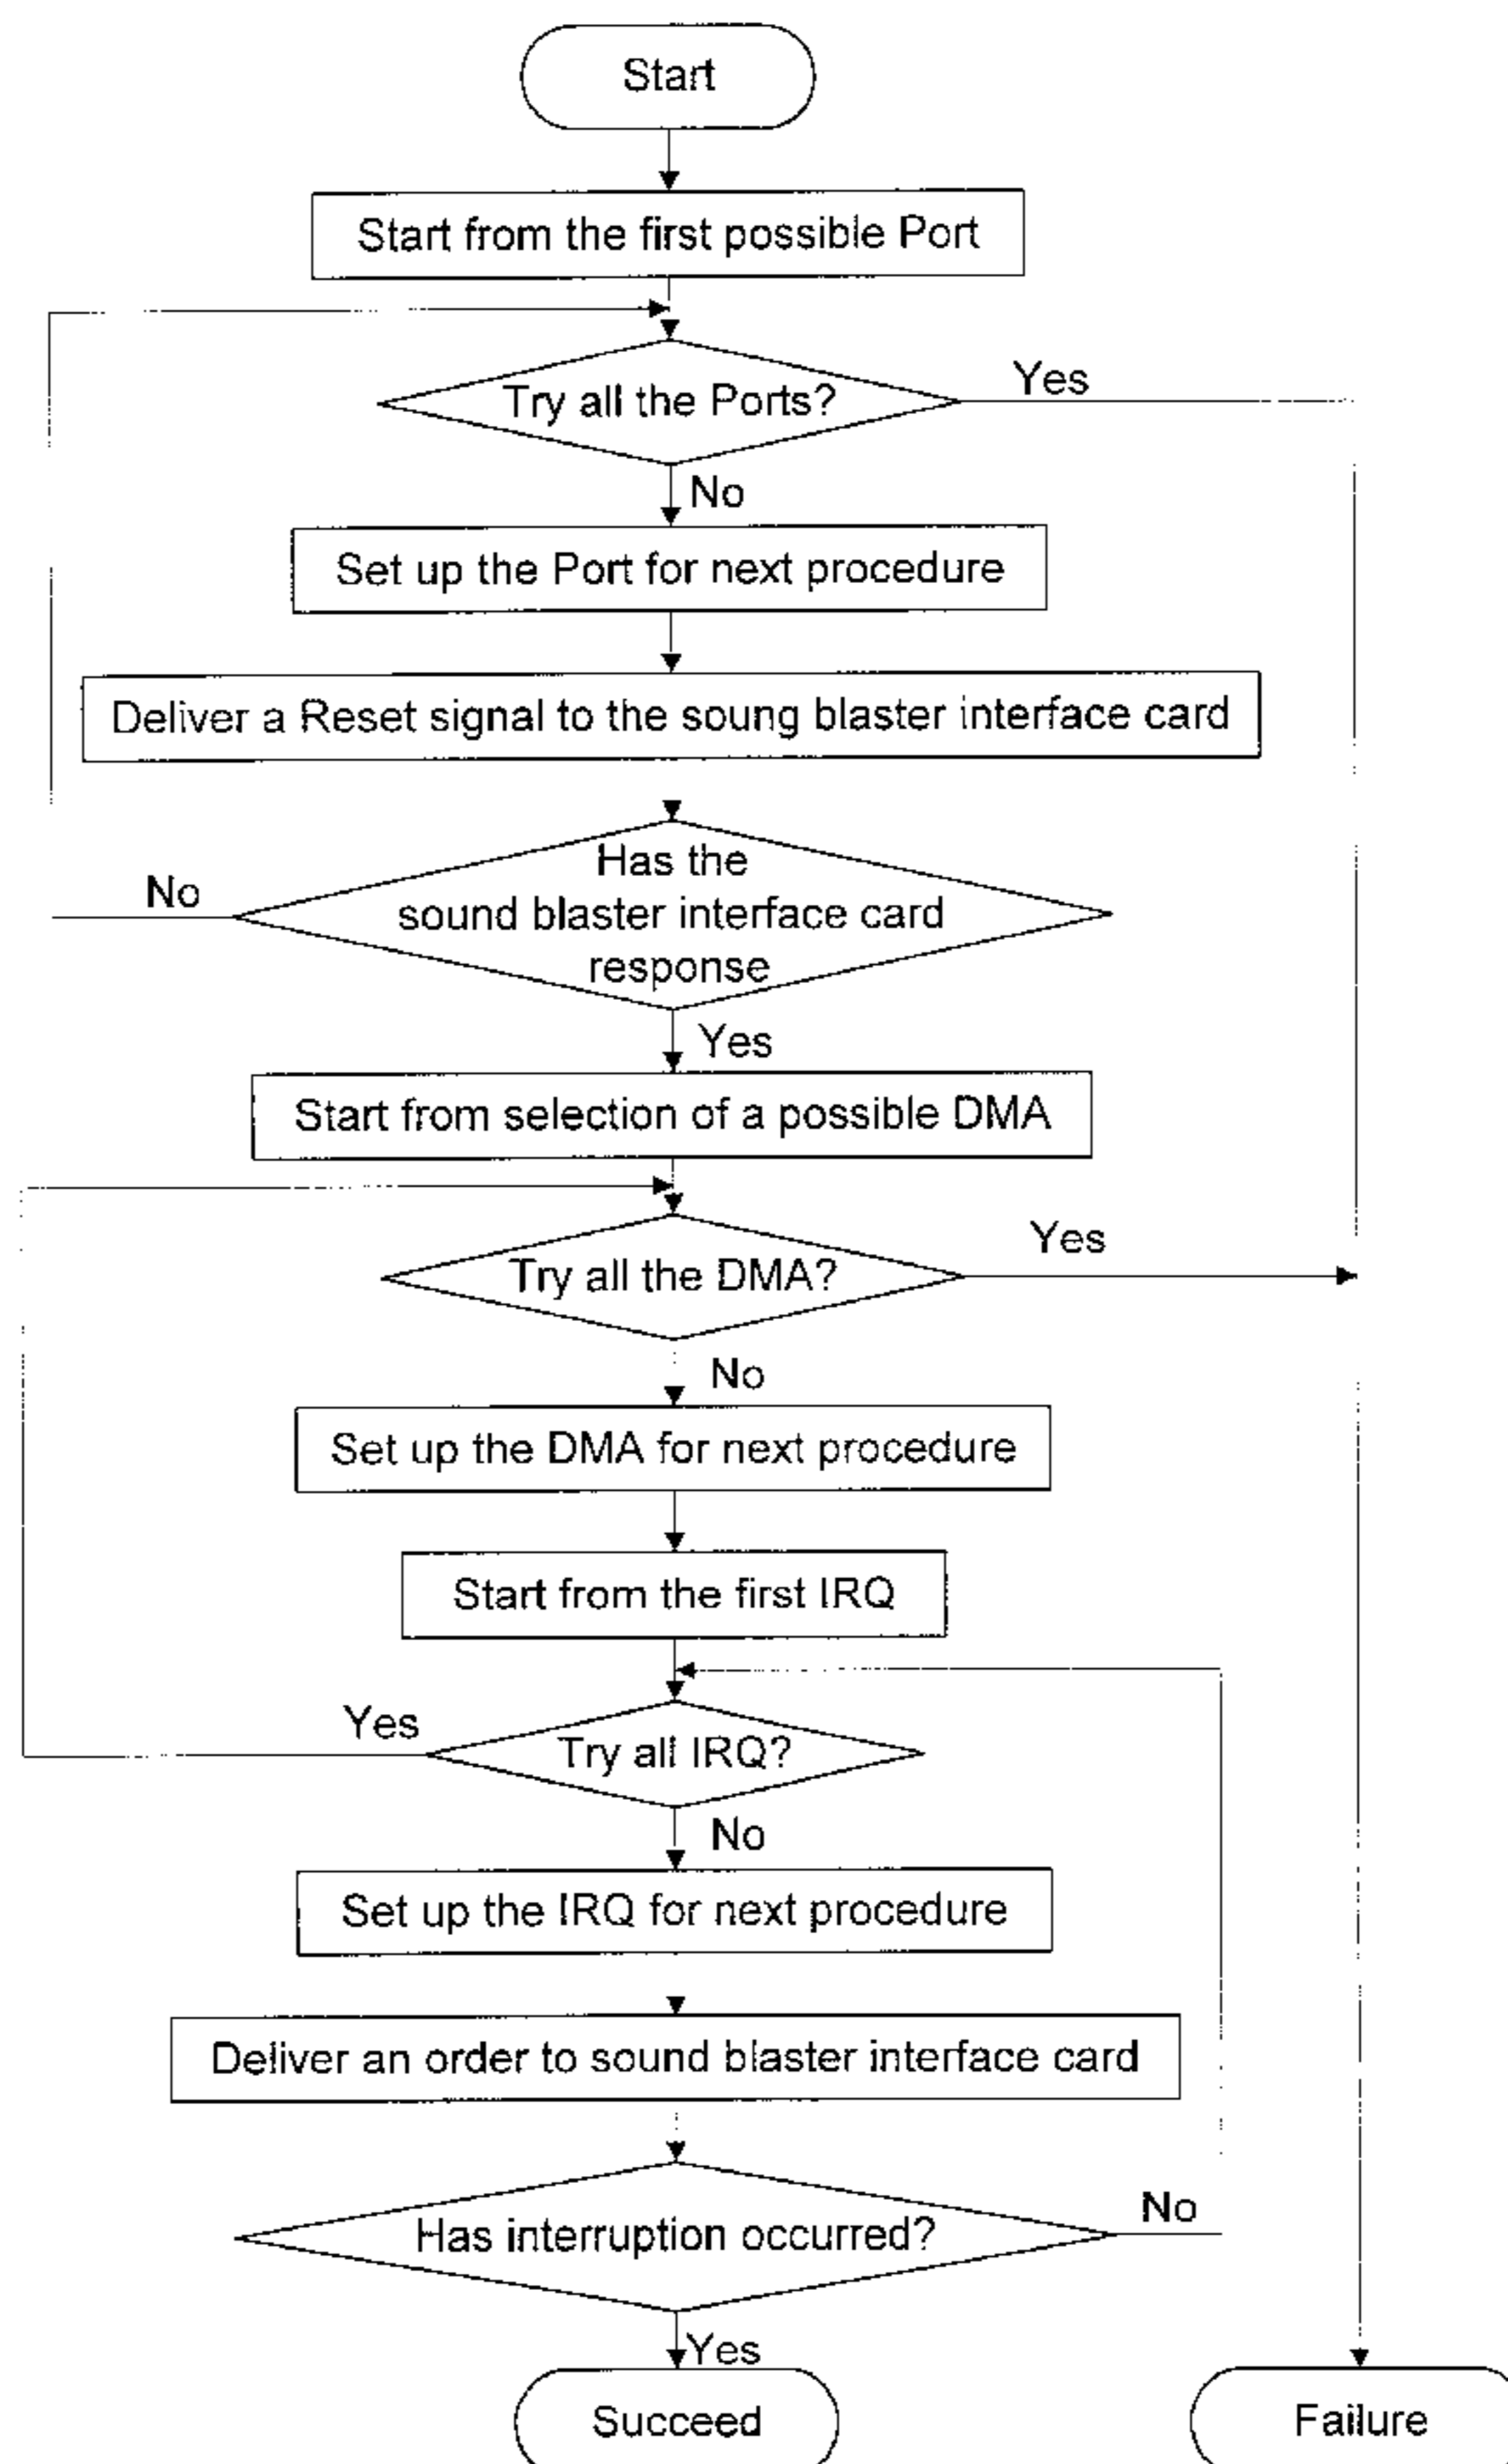 Start
Start from the first possible Port
Try all the Ports?
Yes
No
Set up the Port for next procedure
Deliver a Reset signal to the soung blaster interface card
Has the
sound blaster interface card
response
No
Yes
Start from selection of a possible DMA
Try all the DMA?
Yes
No
Set up the DMA for next procedure
Start from the first IRQ
Yes
Try all IRQ?
No
Set up the IRQ for next procedure
Deliver an order to sound blaster interface card
Has interruption occurred?
No
Yes
Succeed
Failure